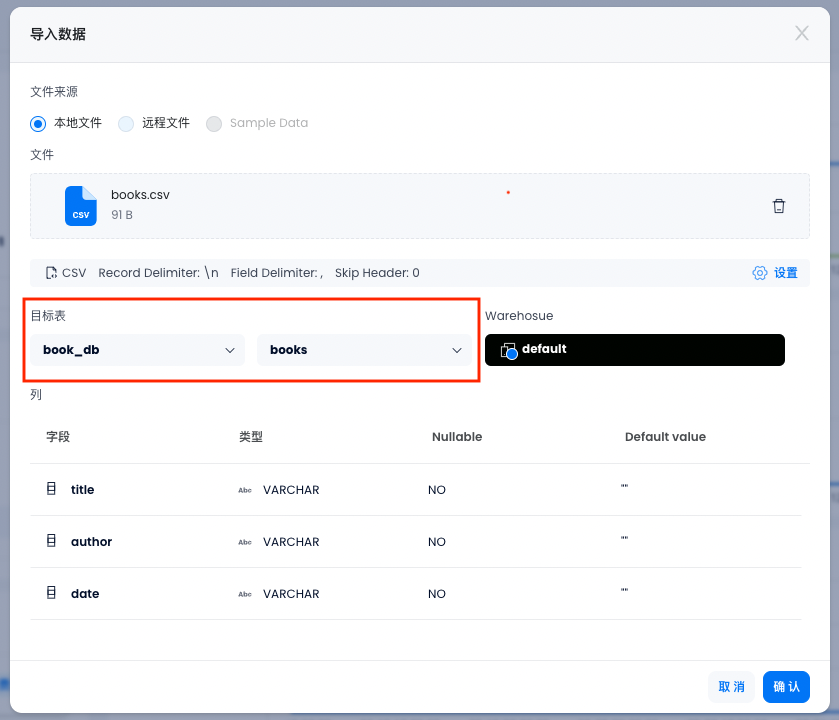 导入数据
文件来源
本地文件 远程文件 Sample Data
文件
books.csv
CSV
91 B
CSV Record Delimiter: \n Field Delimiter: , Skip Header: 0 设置
目标表 Warehosue
book_db books default
列
字段 类型 Nullable Default value
title Abc VARCHAR NO ""
author Abc VARCHAR NO ""
date Abc VARCHAR NO ""
取 消 确 认